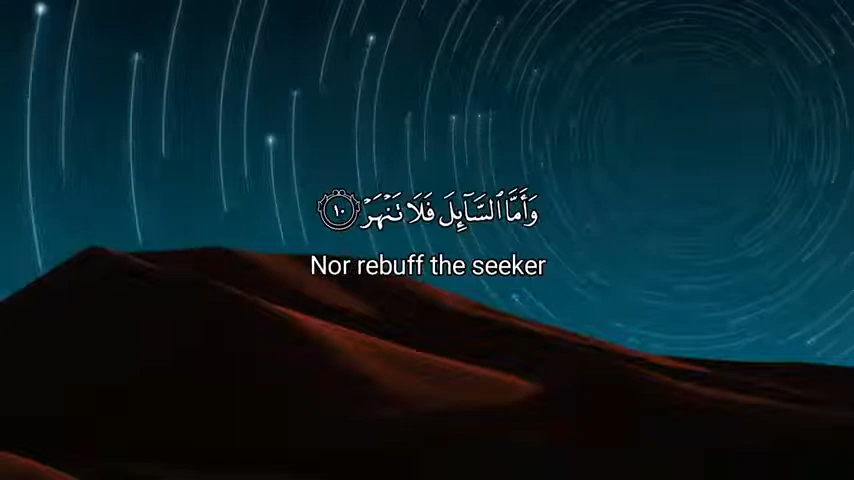 وَأَمَّا ٱلسَّآئِلَ فَلَا تَنۡهَرۡ ١٠
Nor rebuff the seeker